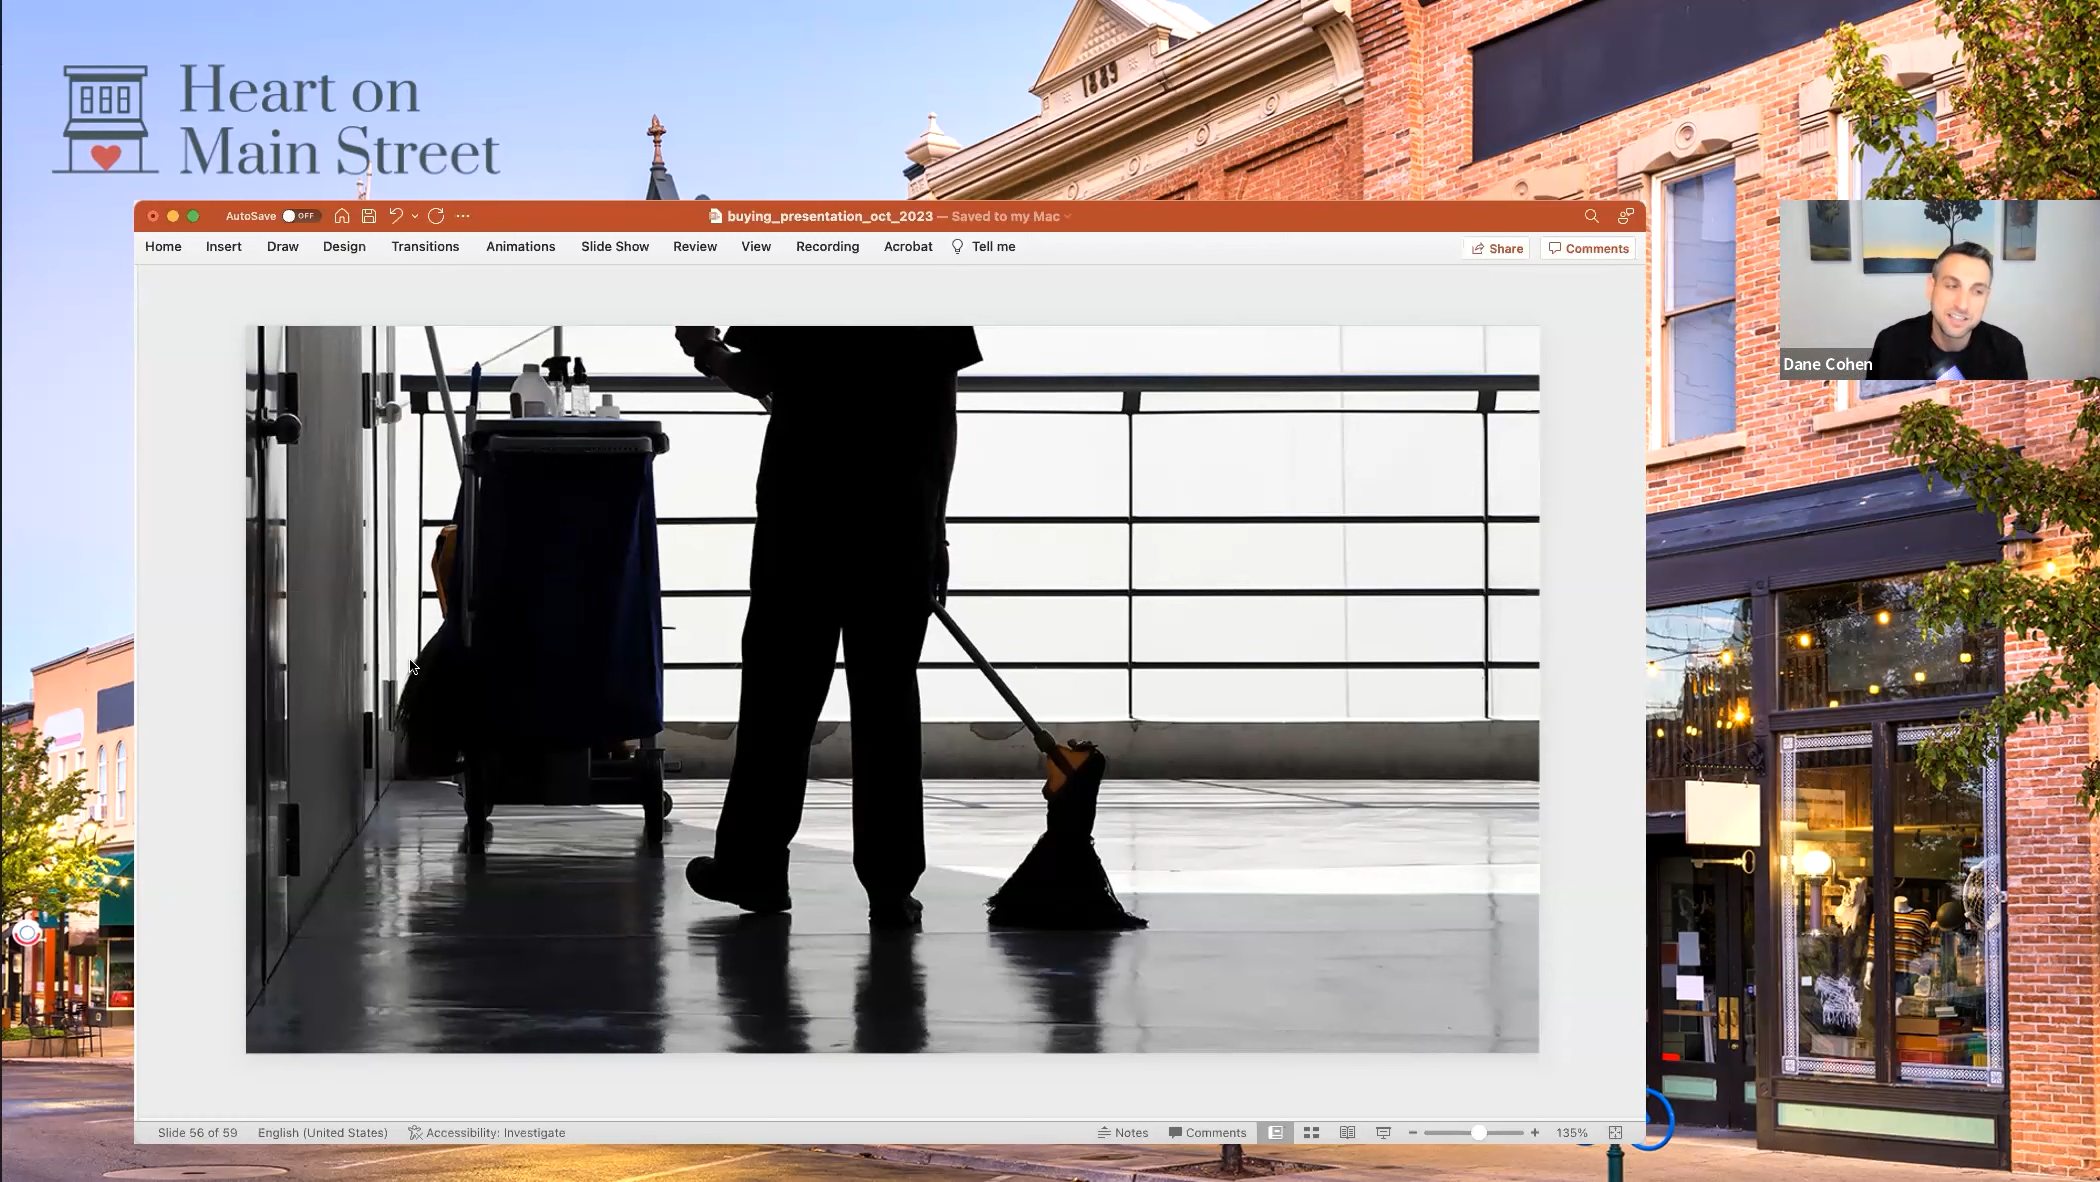 1889
Heart on
Main Street
AutoSave OFF
buying_presentation_oct_2023 — Saved to my Mac
Home Insert Draw Design Transitions Animations Slide Show Review View Recording Acrobat Tell me
Share Comments
Dane Cohen
Slide 56 of 59 English (United States) Accessibility: Investigate Notes Comments 135%